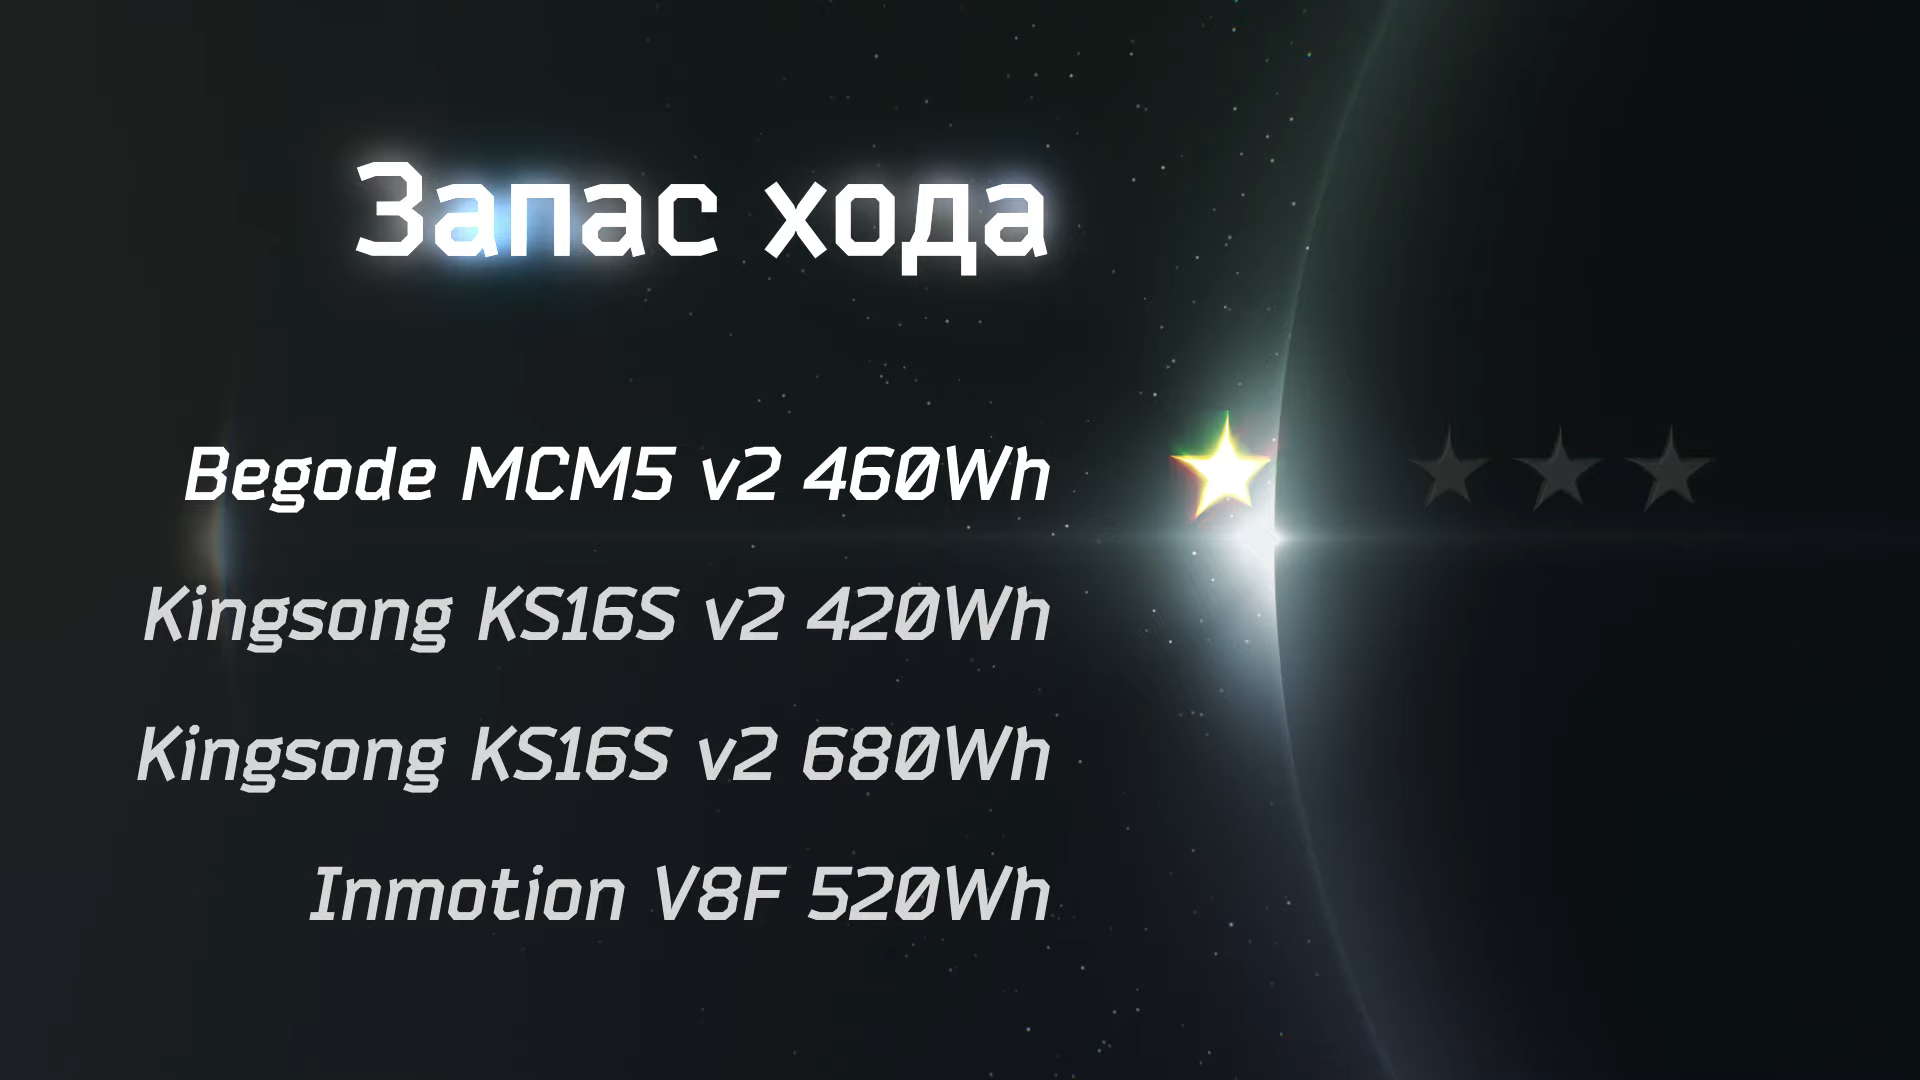 Запас хода
Begode MCM5 v2 460Wh
Kingsong KS16S v2 420Wh
Kingsong KS16S v2 680Wh
Inmotion V8F 520Wh